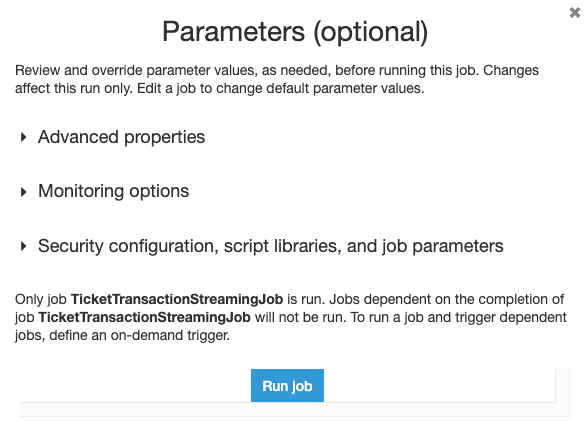 Parameters (optional)
Review and override parameter values, as needed, before running this job. Changes
affect this run only. Edit a job to change default parameter values.
Advanced properties
Monitoring options
Security configuration, script libraries, and job parameters
Only job TicketTransactionStreamingJob is run. Jobs dependent on the completion of
job TicketTransactionStreamingJob will not be run. To run a job and trigger dependent
jobs, define an on-demand trigger.
Run job